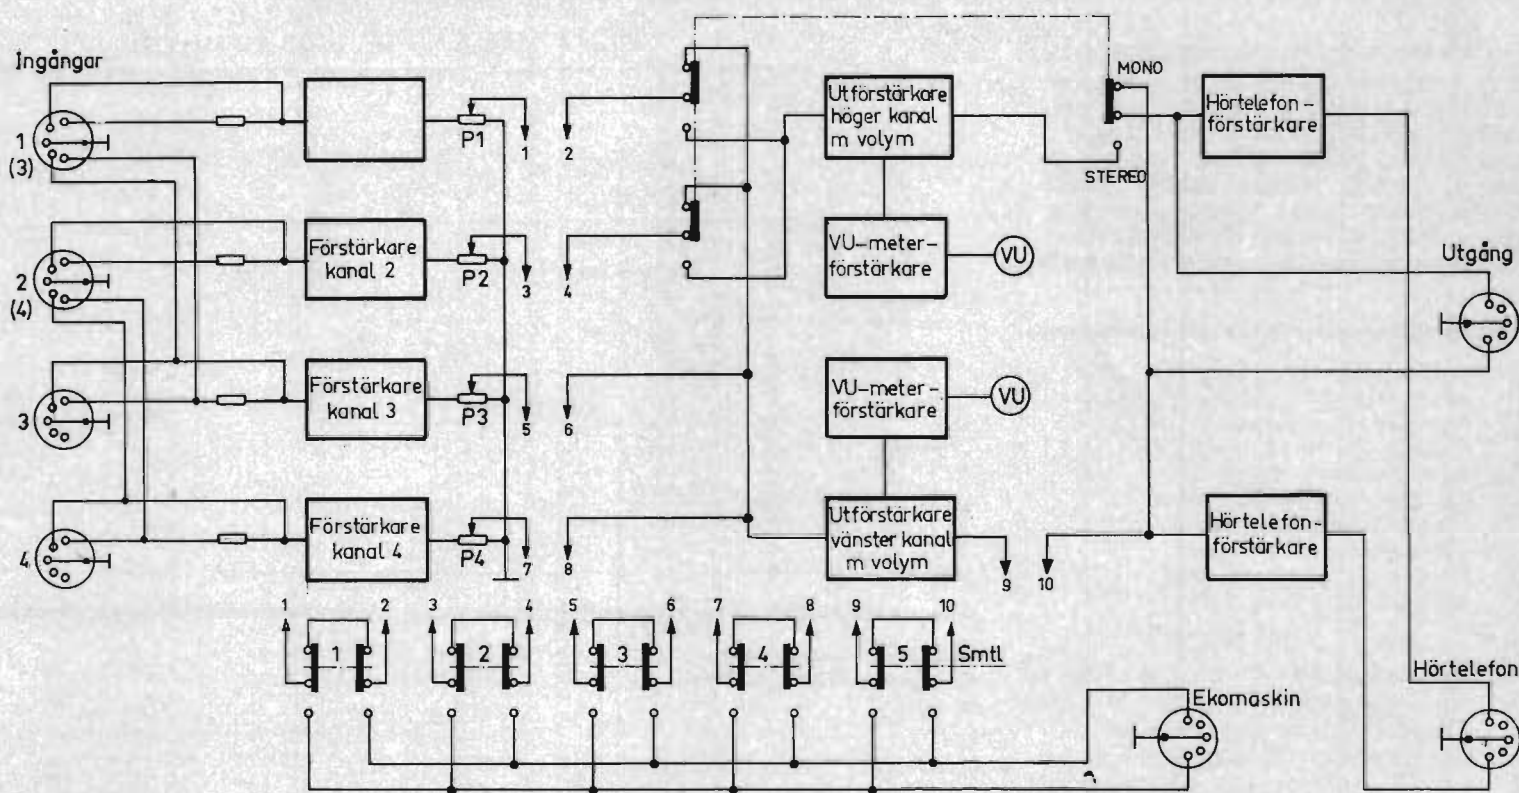 Ingångar
1
(3)
P1
1
2
Utförstärkare
höger kanal
m volym
MONO
STEREO
Hörtelefon-
förstärkare
2
(4)
Förstärkare
kanal 2
P2
3
4
VU-meter-
förstärkare
VU
Utgång
3
Förstärkare
kanal 3
P3
5
6
VU-meter-
förstärkare
VU
4
Förstärkare
kanal 4
P4
7
8
Utförstärkare
vänster kanal
m volym
9
10
Hörtelefon-
förstärkare
1 2 3 4 5 6 7 8 9 10
1 2 3 4 5 Smtl
Ekomaskin
Hörtelefon